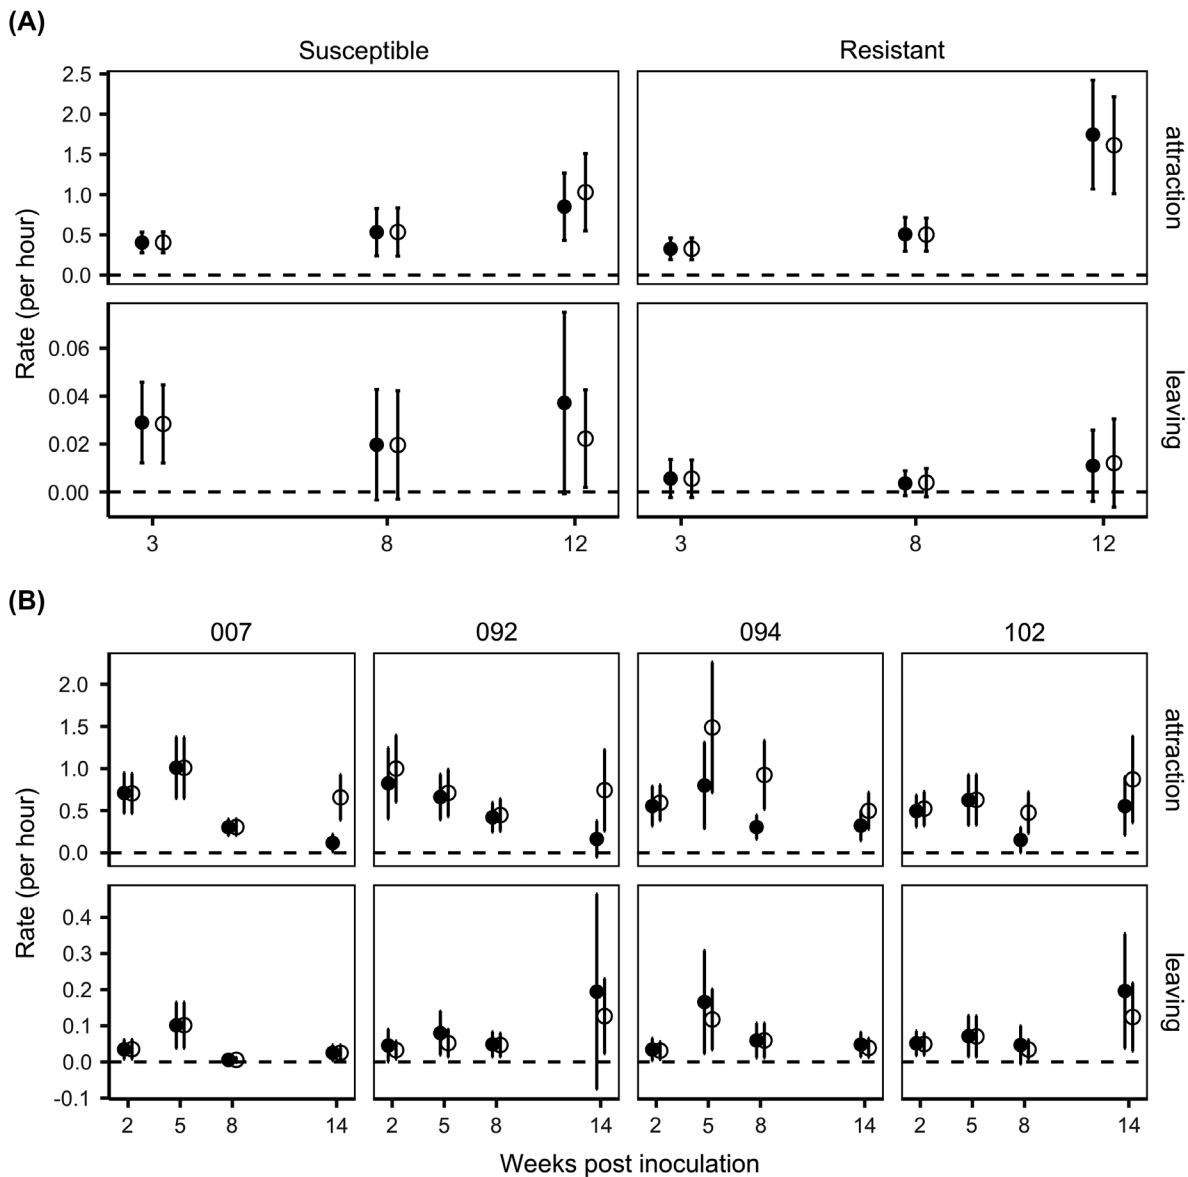 (A)
Susceptible Resistant
2.5
2.0
1.5
1.0
0.5
0.0
attraction
0.06
0.04
0.02
0.00
leaving
Rate (per hour)
3 8 12 3 8 12
(B)
007 092 094 102
2.0
1.5
1.0
0.5
0.0
attraction
0.4
0.3
0.2
0.1
0.0
-0.1
leaving
Rate (per hour)
2 5 8 14 2 5 8 14 2 5 8 14 2 5 8 14
Weeks post inoculation